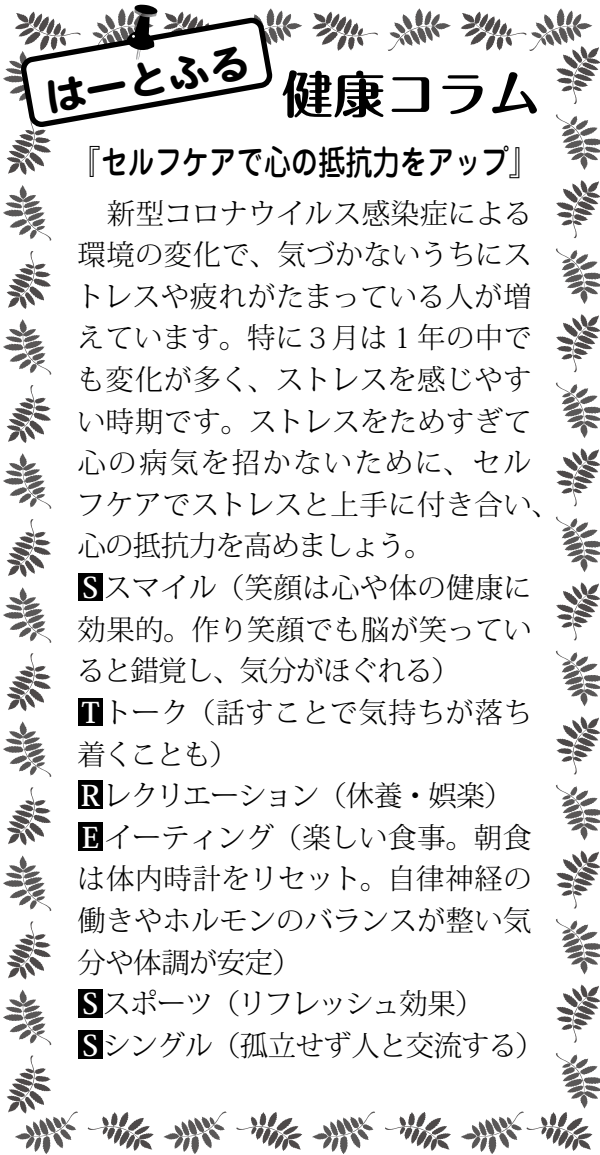 はーとふる
健康コラム
『セルフケアで心の抵抗力をアップ』
　新型コロナウイルス感染症による
環境の変化で、気づかないうちにス
トレスや疲れがたまっている人が増
えています。特に３月は１年の中で
も変化が多く、ストレスを感じやす
い時期です。ストレスをためすぎて
心の病気を招かないために、セル
フケアでストレスと上手に付き合い、
心の抵抗力を高めましょう。
Sスマイル（笑顔は心や体の健康に
効果的。作り笑顔でも脳が笑ってい
ると錯覚し、気分がほぐれる）
Tトーク（話すことで気持ちが落ち
着くことも）
Rレクリエーション（休養・娯楽）
Eイーティング（楽しい食事。朝食
は体内時計をリセット。自律神経の
働きやホルモンのバランスが整い気
分や体調が安定）
Sスポーツ（リフレッシュ効果）
Sシングル（孤立せず人と交流する）